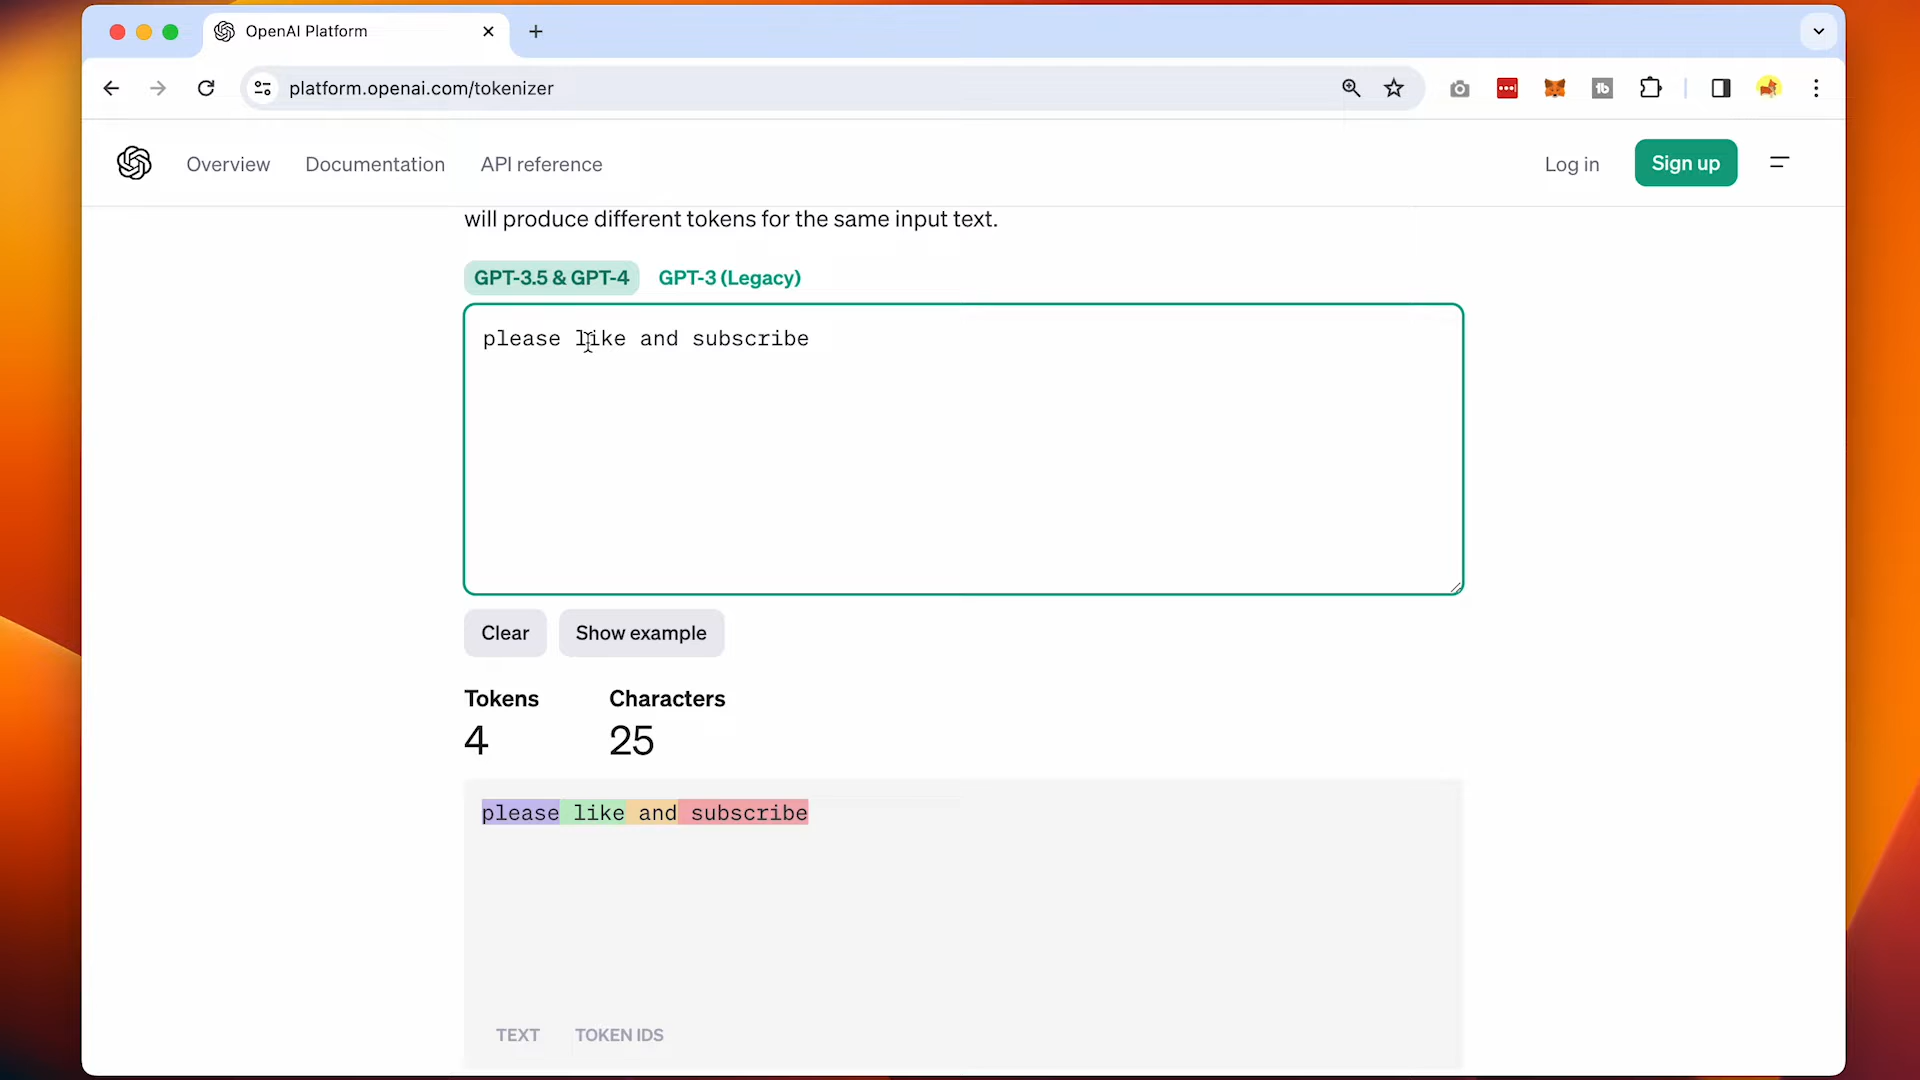 OpenAI Platform
platform.openai.com/tokenizer
Overview Documentation API reference Log in Sign up
will produce different tokens for the same input text.
GPT-3.5 & GPT-4 GPT-3 (Legacy)
please like and subscribe
Clear Show example
Tokens Characters
4 25
please like and subscribe
TEXT TOKEN IDS